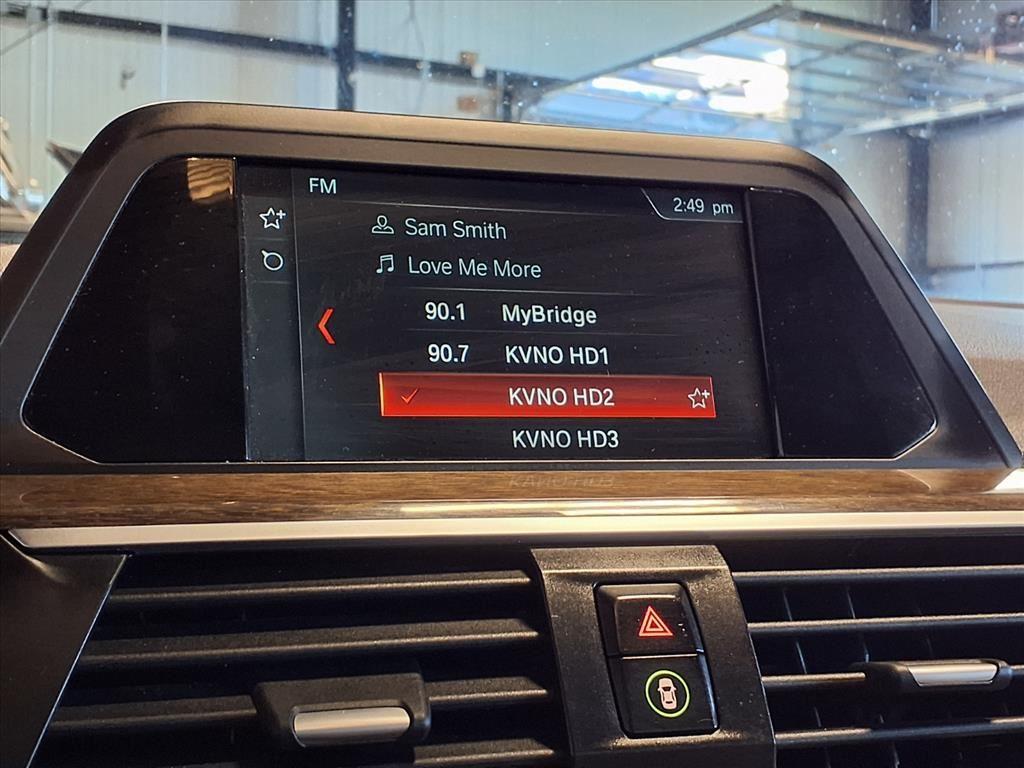 FM
2:49 pm
Sam Smith
Love Me More
90.1 MyBridge
90.7 KVNO HD1
KVNO HD2
KVNO HD3